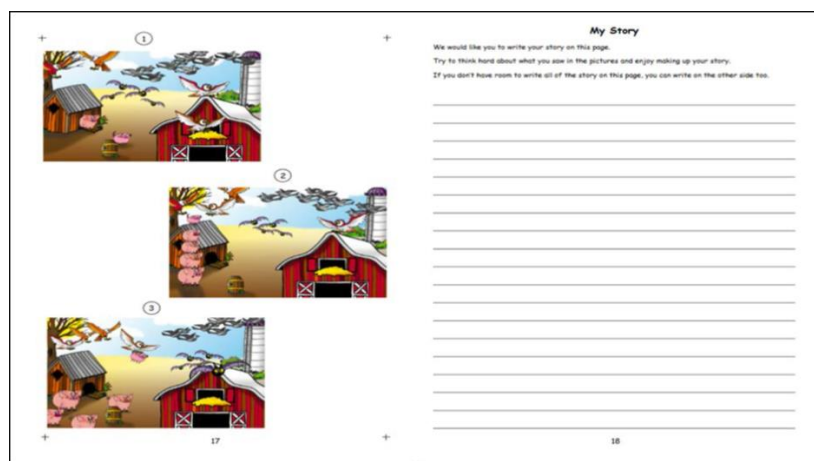 1
2
3
17
My Story
We would like you to write your story on this page.
Try to think hard about what you saw in the pictures and enjoy making up your story.
If you don't have room to write all of the story on this page, you can write on the other side too.
18